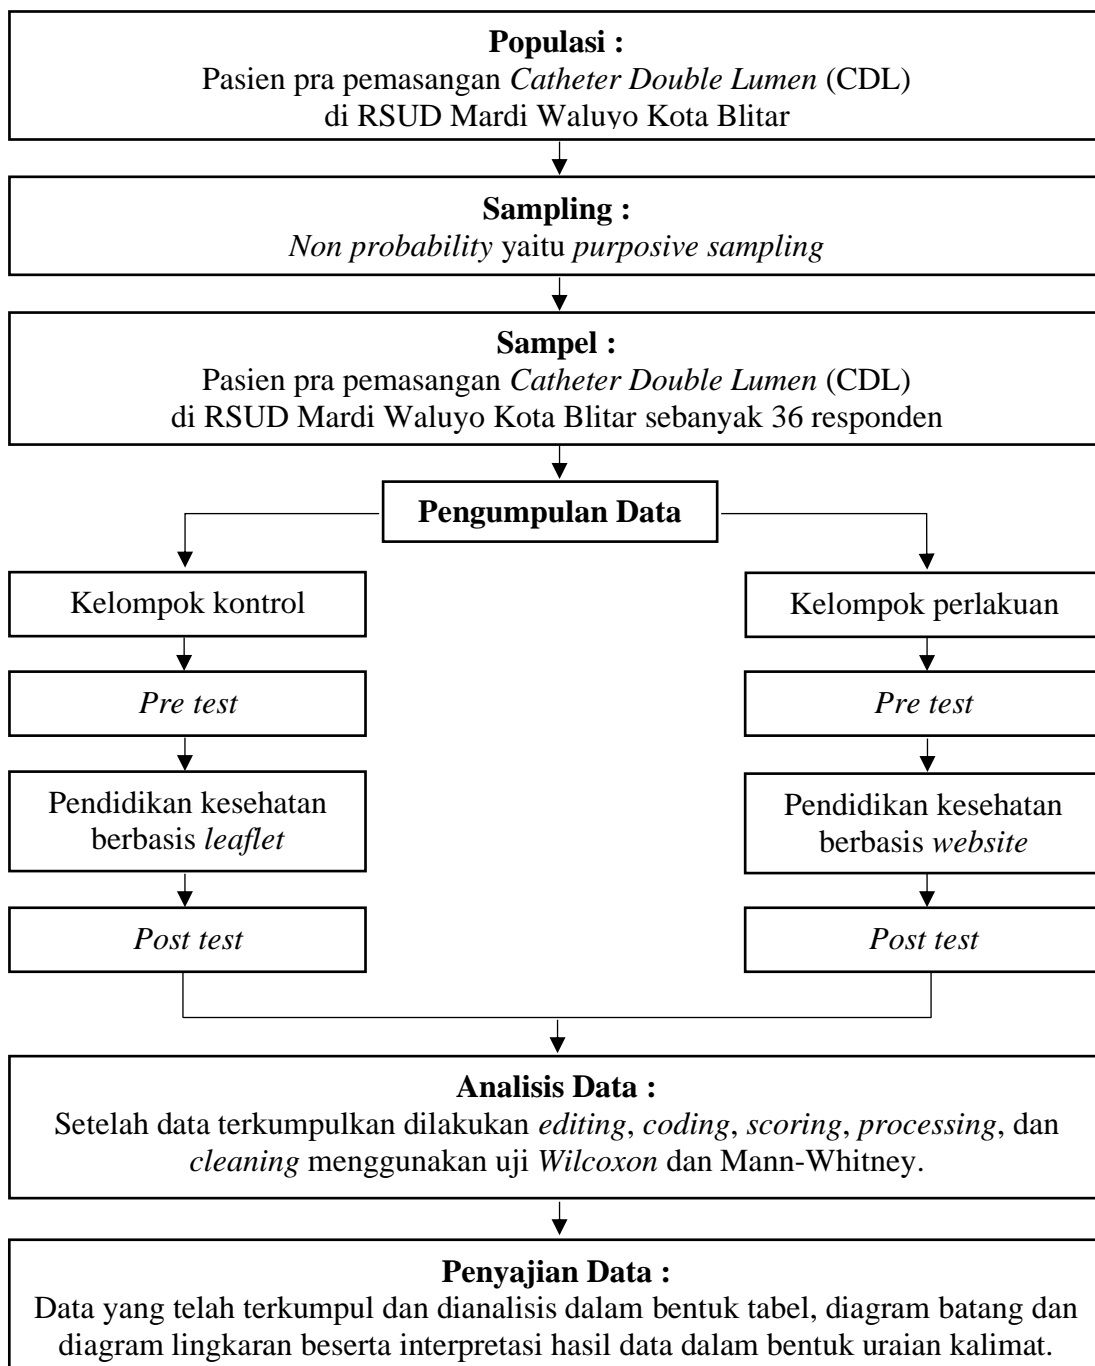 Populasi :
Pasien pra pemasangan Catheter Double Lumen (CDL)
di RSUD Mardi Waluyo Kota Blitar
Sampling :
Non probability yaitu purposive sampling
Sampel :
Pasien pra pemasangan Catheter Double Lumen (CDL)
di RSUD Mardi Waluyo Kota Blitar sebanyak 36 responden
Pengumpulan Data
Kelompok kontrol
Pre test
Pendidikan kesehatan
berbasis leaflet
Post test
Kelompok perlakuan
Pre test
Pendidikan kesehatan
berbasis website
Post test
Analisis Data :
Setelah data terkumpulkan dilakukan editing, coding, scoring, processing, dan
cleaning menggunakan uji Wilcoxon dan Mann-Whitney.
Penyajian Data :
Data yang telah terkumpul dan dianalisis dalam bentuk tabel, diagram batang dan
diagram lingkaran beserta interpretasi hasil data dalam bentuk uraian kalimat.